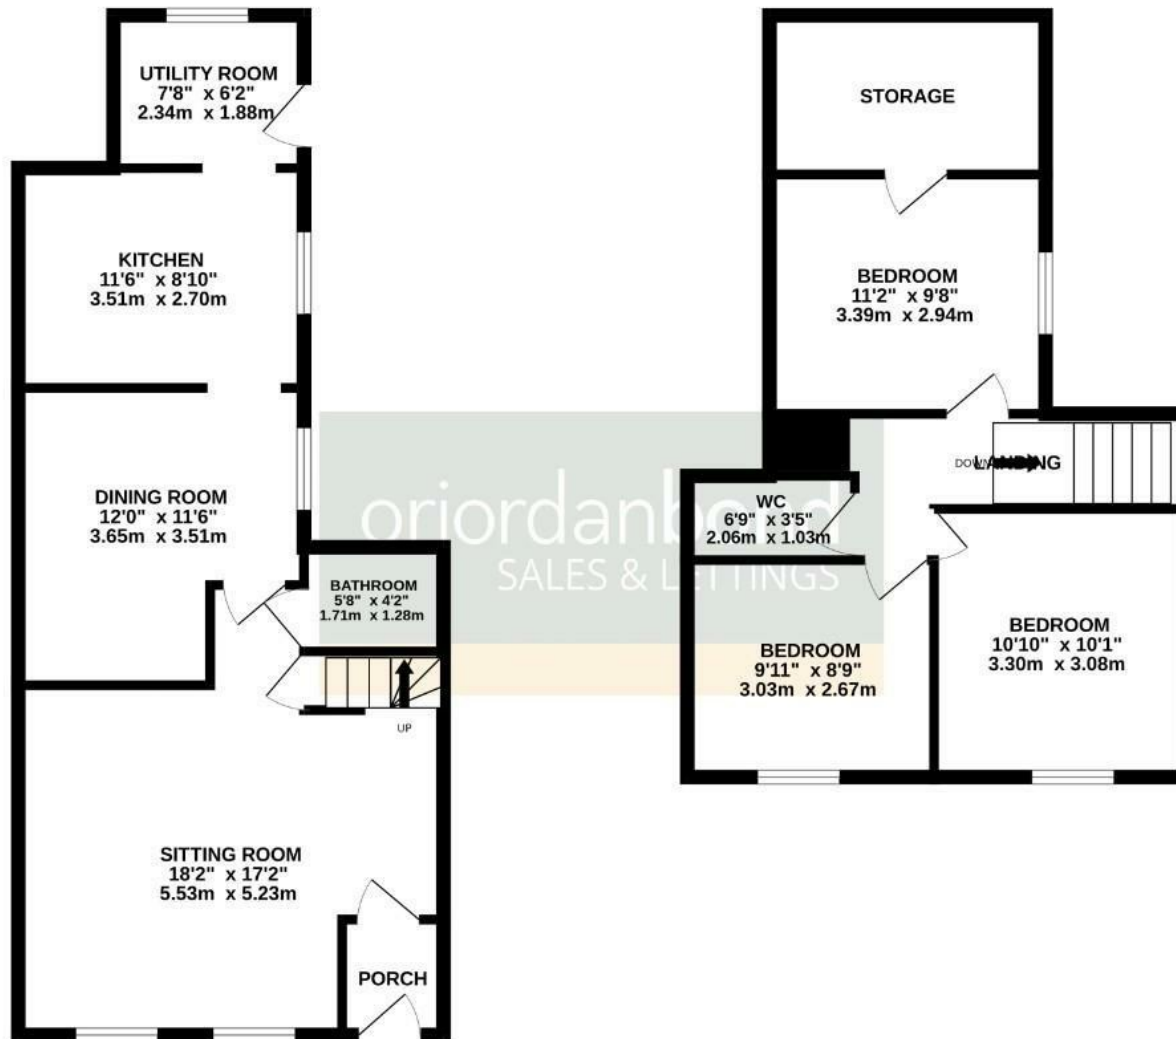 UTILITY ROOM
7'8" x 6'2"
2.34m x 1.88m
KITCHEN
11'6" x 8'10"
3.51m x 2.70m
DINING ROOM
12'0" x 11'6"
3.65m x 3.51m
BATHROOM
5'8" x 4'2"
1.71m x 1.28m
UP
SITTING ROOM
18'2" x 17'2"
5.53m x 5.23m
PORCH
oriordanbond
SALES & LETTINGS
STORAGE
BEDROOM
11'2" x 9'8"
3.39m x 2.94m
DOWN
LANDING
WC
6'9" x 3'5"
2.06m x 1.03m
BEDROOM
9'11" x 8'9"
3.03m x 2.67m
BEDROOM
10'10" x 10'1"
3.30m x 3.08m